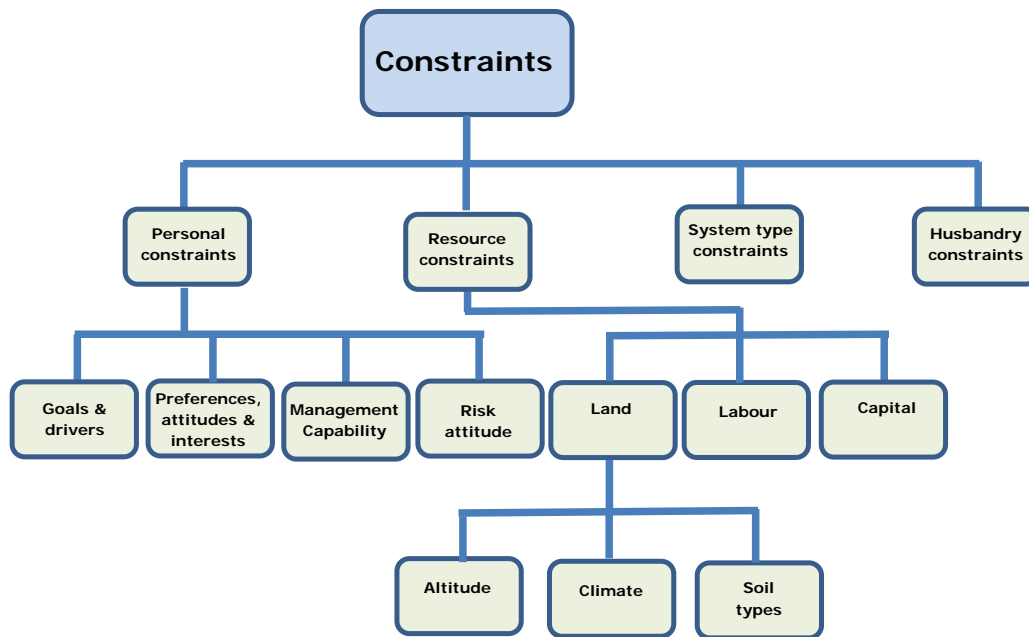 Constraints
Personal
constraints
Resource
constraints
System type
constraints
Husbandry
constraints
Goals &
drivers
Preferences,
attitudes &
interests
Management
Capability
Risk
attitude
Land
Labour
Capital
Altitude
Climate
Soil
types